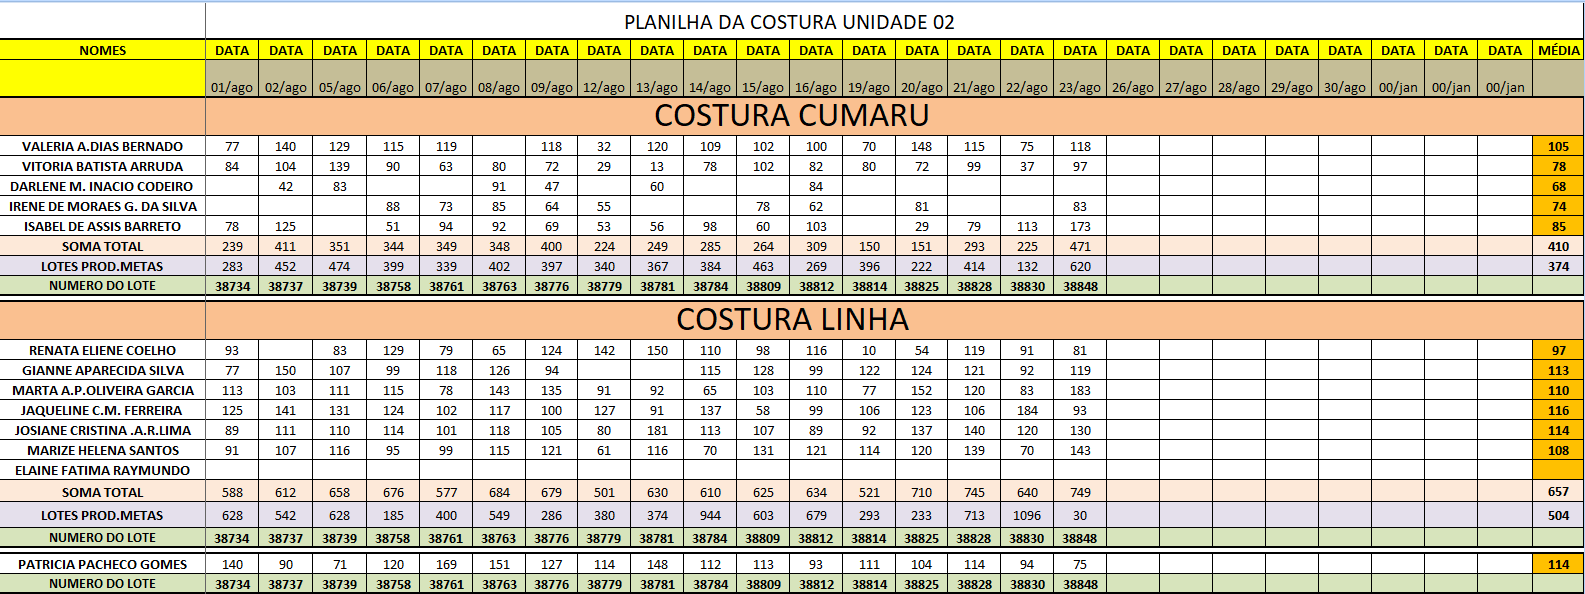 PLANILHA DA COSTURA UNIDADE 02
NOMES DATA DATA DATA DATA DATA DATA DATA DATA DATA DATA DATA DATA DATA DATA DATA DATA DATA DATA DATA DATA DATA DATA DATA DATA DATA MÉDIA
01/ago 02/ago 05/ago 06/ago 07/ago 08/ago 09/ago 12/ago 13/ago 14/ago 15/ago 16/ago 19/ago 20/ago 21/ago 22/ago 23/ago 26/ago 27/ago 28/ago 29/ago 30/ago 00/jan 00/jan 00/jan
COSTURA CUMARU
VALERIA A.DIAS BERNADO 77 140 129 115 119 118 32 120 109 102 100 70 148 115 75 118 105
VITORIA BATISTA ARRUDA 84 104 139 90 63 80 72 29 13 78 102 82 80 72 99 37 97 78
DARLENE M. INACIO CODEIRO 42 83 91 47 60 84 68
IRENE DE MORAES G. DA SILVA 88 73 85 64 55 78 62 81 83 74
ISABEL DE ASSIS BARRETO 78 125 51 94 92 69 53 56 98 60 103 29 79 113 173 85
SOMA TOTAL 239 411 351 344 349 348 400 224 249 285 264 309 150 151 293 225 471 410
LOTES PROD.METAS 283 452 474 399 339 402 397 340 367 384 463 269 396 222 414 132 620 374
NUMERO DO LOTE 38734 38737 38739 38758 38761 38763 38776 38779 38781 38784 38809 38812 38814 38825 38828 38830 38848
COSTURA LINHA
RENATA ELIENE COELHO 93 83 129 79 65 124 142 150 110 98 116 10 54 119 91 81 97
GIANNE APARECIDA SILVA 77 150 107 99 118 126 94 115 128 99 122 124 121 92 119 113
MARTA A.P.OLIVEIRA GARCIA 113 103 111 115 78 143 135 91 92 65 103 110 77 152 120 83 183 110
JAQUELINE C.M. FERREIRA 125 141 131 124 102 117 100 127 91 137 58 99 106 123 106 184 93 116
JOSIANE CRISTINA .A.R.LIMA 89 111 110 114 101 118 105 80 181 113 107 89 92 137 140 120 130 114
MARIZE HELENA SANTOS 91 107 116 95 99 115 121 61 116 70 131 121 114 120 139 70 143 108
ELAINE FATIMA RAYMUNDO
SOMA TOTAL 588 612 658 676 577 684 679 501 630 610 625 634 521 710 745 640 749 657
LOTES PROD.METAS 628 542 628 185 400 549 286 380 374 944 603 679 293 233 713 1096 30 504
NUMERO DO LOTE 38734 38737 38739 38758 38761 38763 38776 38779 38781 38784 38809 38812 38814 38825 38828 38830 38848
PATRICIA PACHECO GOMES 140 90 71 120 169 151 127 114 148 112 113 93 111 104 114 94 75 114
NUMERO DO LOTE 38734 38737 38739 38758 38761 38763 38776 38779 38781 38784 38809 38812 38814 38825 38828 38830 38848